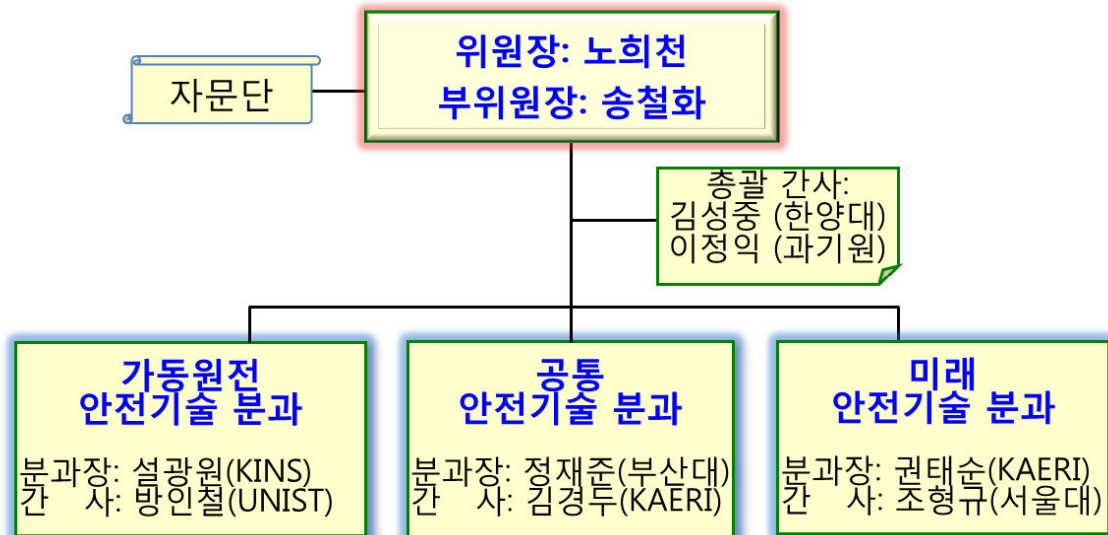 위원장: 노희천
부위원장: 송철화
자문단
총괄 간사:
김성중 (한양대)
이정익 (과기원)
가동원전
안전기술 분과
분과장: 설광원(KINS)
간 사: 방인철(UNIST)
공통
안전기술 분과
분과장: 정재준(부산대)
간 사: 김경두(KAERI)
미래
안전기술 분과
분과장: 권태순(KAERI)
간 사: 조형규(서울대)